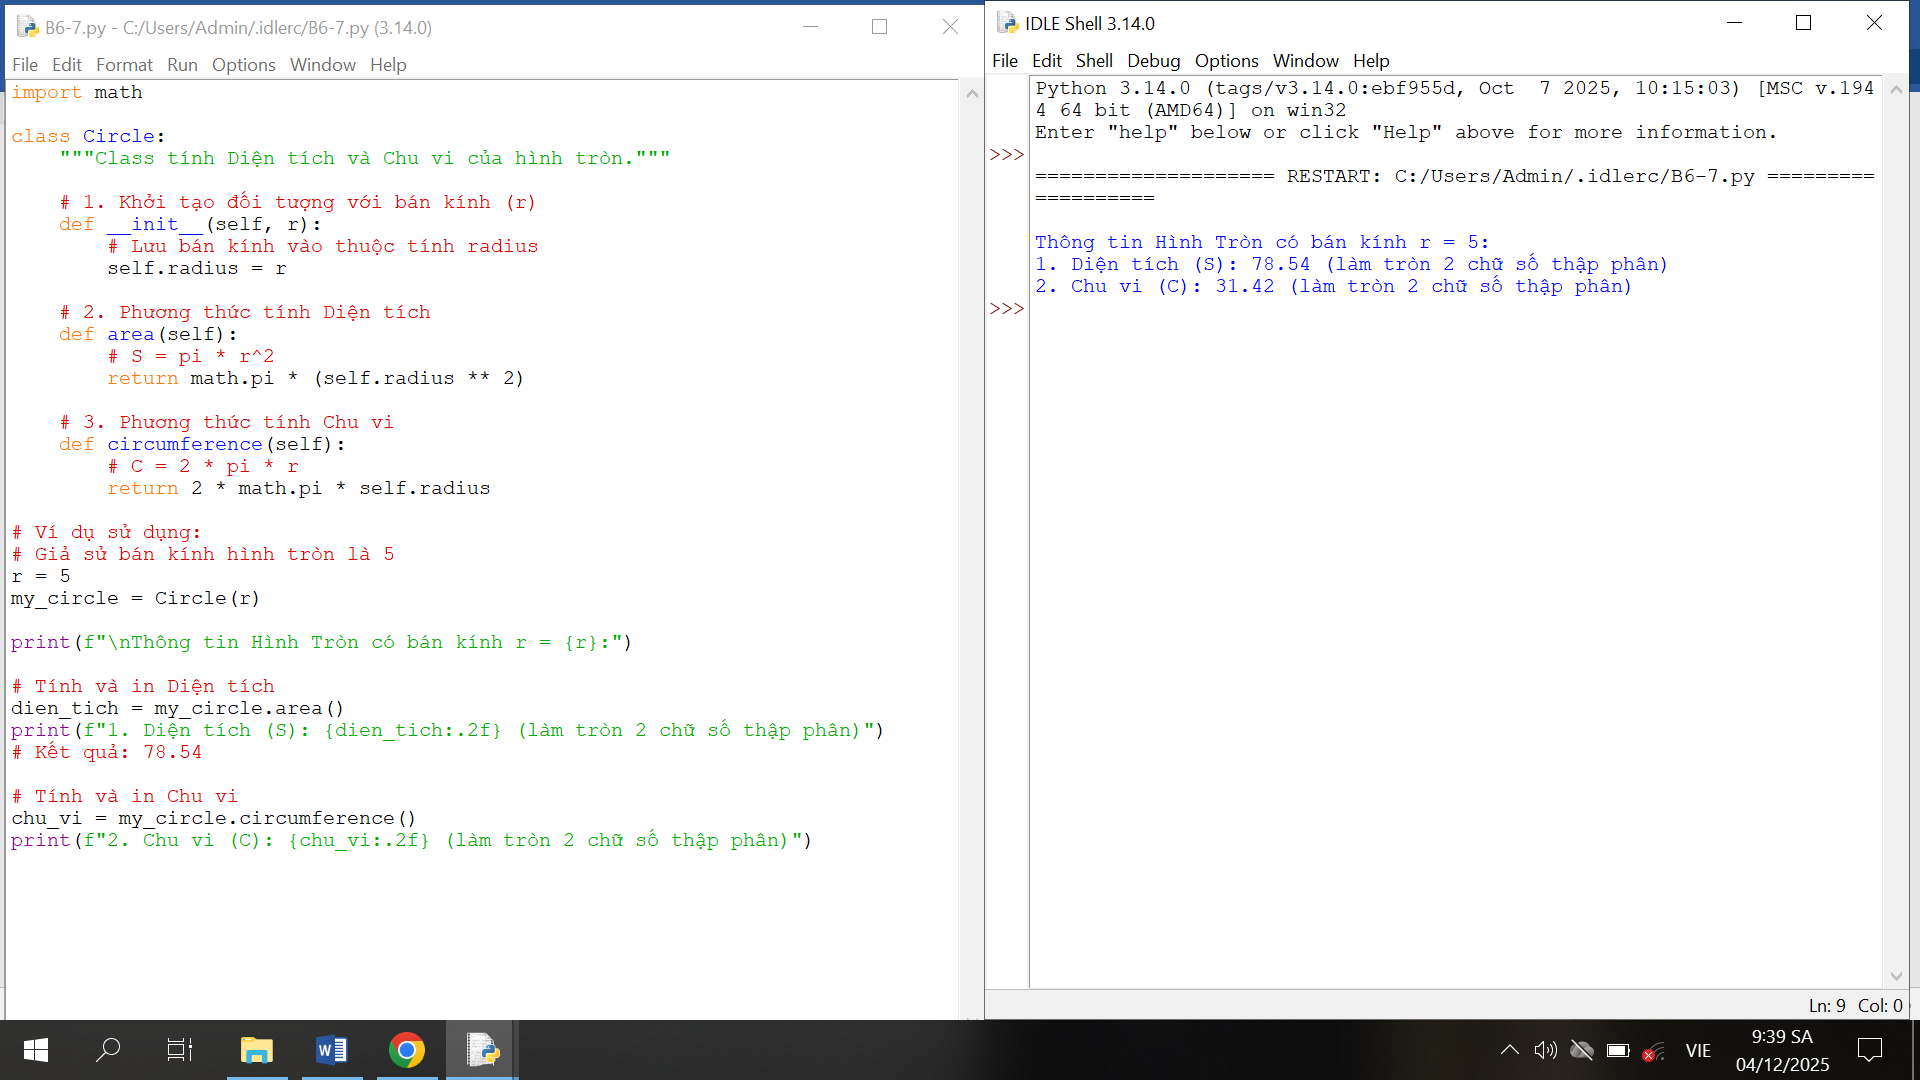 B6-7.py - C:/Users/Admin/.idlerc/B6-7.py (3.14.0)
File Edit Format Run Options Window Help
import math
class Circle:
    """Class tính Diện tích và Chu vi của hình tròn."""
    # 1. Khởi tạo đối tượng với bán kính (r)
    def __init__(self, r):
        # Lưu bán kính vào thuộc tính radius
        self.radius = r
    # 2. Phương thức tính Diện tích
    def area(self):
        # S = pi * r^2
        return math.pi * (self.radius ** 2)
    # 3. Phương thức tính Chu vi
    def circumference(self):
        # C = 2 * pi * r
        return 2 * math.pi * self.radius
# Ví dụ sử dụng:
# Giả sử bán kính hình tròn là 5
r = 5
my_circle = Circle(r)
print(f"\nThông tin Hình Tròn có bán kính r = {r}:")
# Tính và in Diện tích
dien_tich = my_circle.area()
print(f"1. Diện tích (S): {dien_tich:.2f} (làm tròn 2 chữ số thập phân)")
# Kết quả: 78.54
# Tính và in Chu vi
chu_vi = my_circle.circumference()
print(f"2. Chu vi (C): {chu_vi:.2f} (làm tròn 2 chữ số thập phân)")
IDLE Shell 3.14.0
File Edit Shell Debug Options Window Help
Python 3.14.0 (tags/v3.14.0:ebf955d, Oct  7 2025, 10:15:03) [MSC v.194
4 64 bit (AMD64)] on win32
Enter "help" below or click "Help" above for more information.
>>>
==================== RESTART: C:/Users/Admin/.idlerc/B6-7.py =========
==========
Thông tin Hình Tròn có bán kính r = 5:
1. Diện tích (S): 78.54 (làm tròn 2 chữ số thập phân)
2. Chu vi (C): 31.42 (làm tròn 2 chữ số thập phân)
>>>
Ln: 9 Col: 0
VIE
9:39 SA
04/12/2025